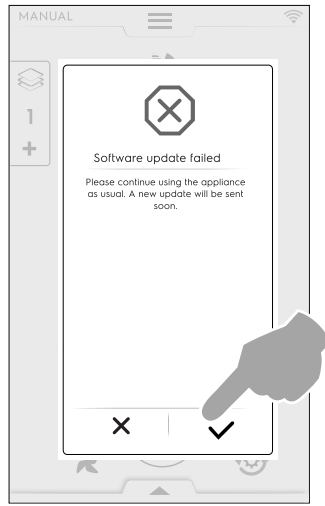 MANUAL
1
+
Software update failed
Please continue using the appliance
as usual. A new update will be sent
soon.